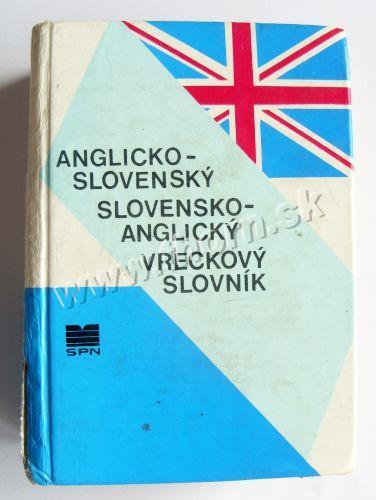 ANGLICKO-
SLOVENSKÝ
SLOVENSKO-
ANGLICKÝ
VRECKOVÝ
SLOVNÍK
SPN